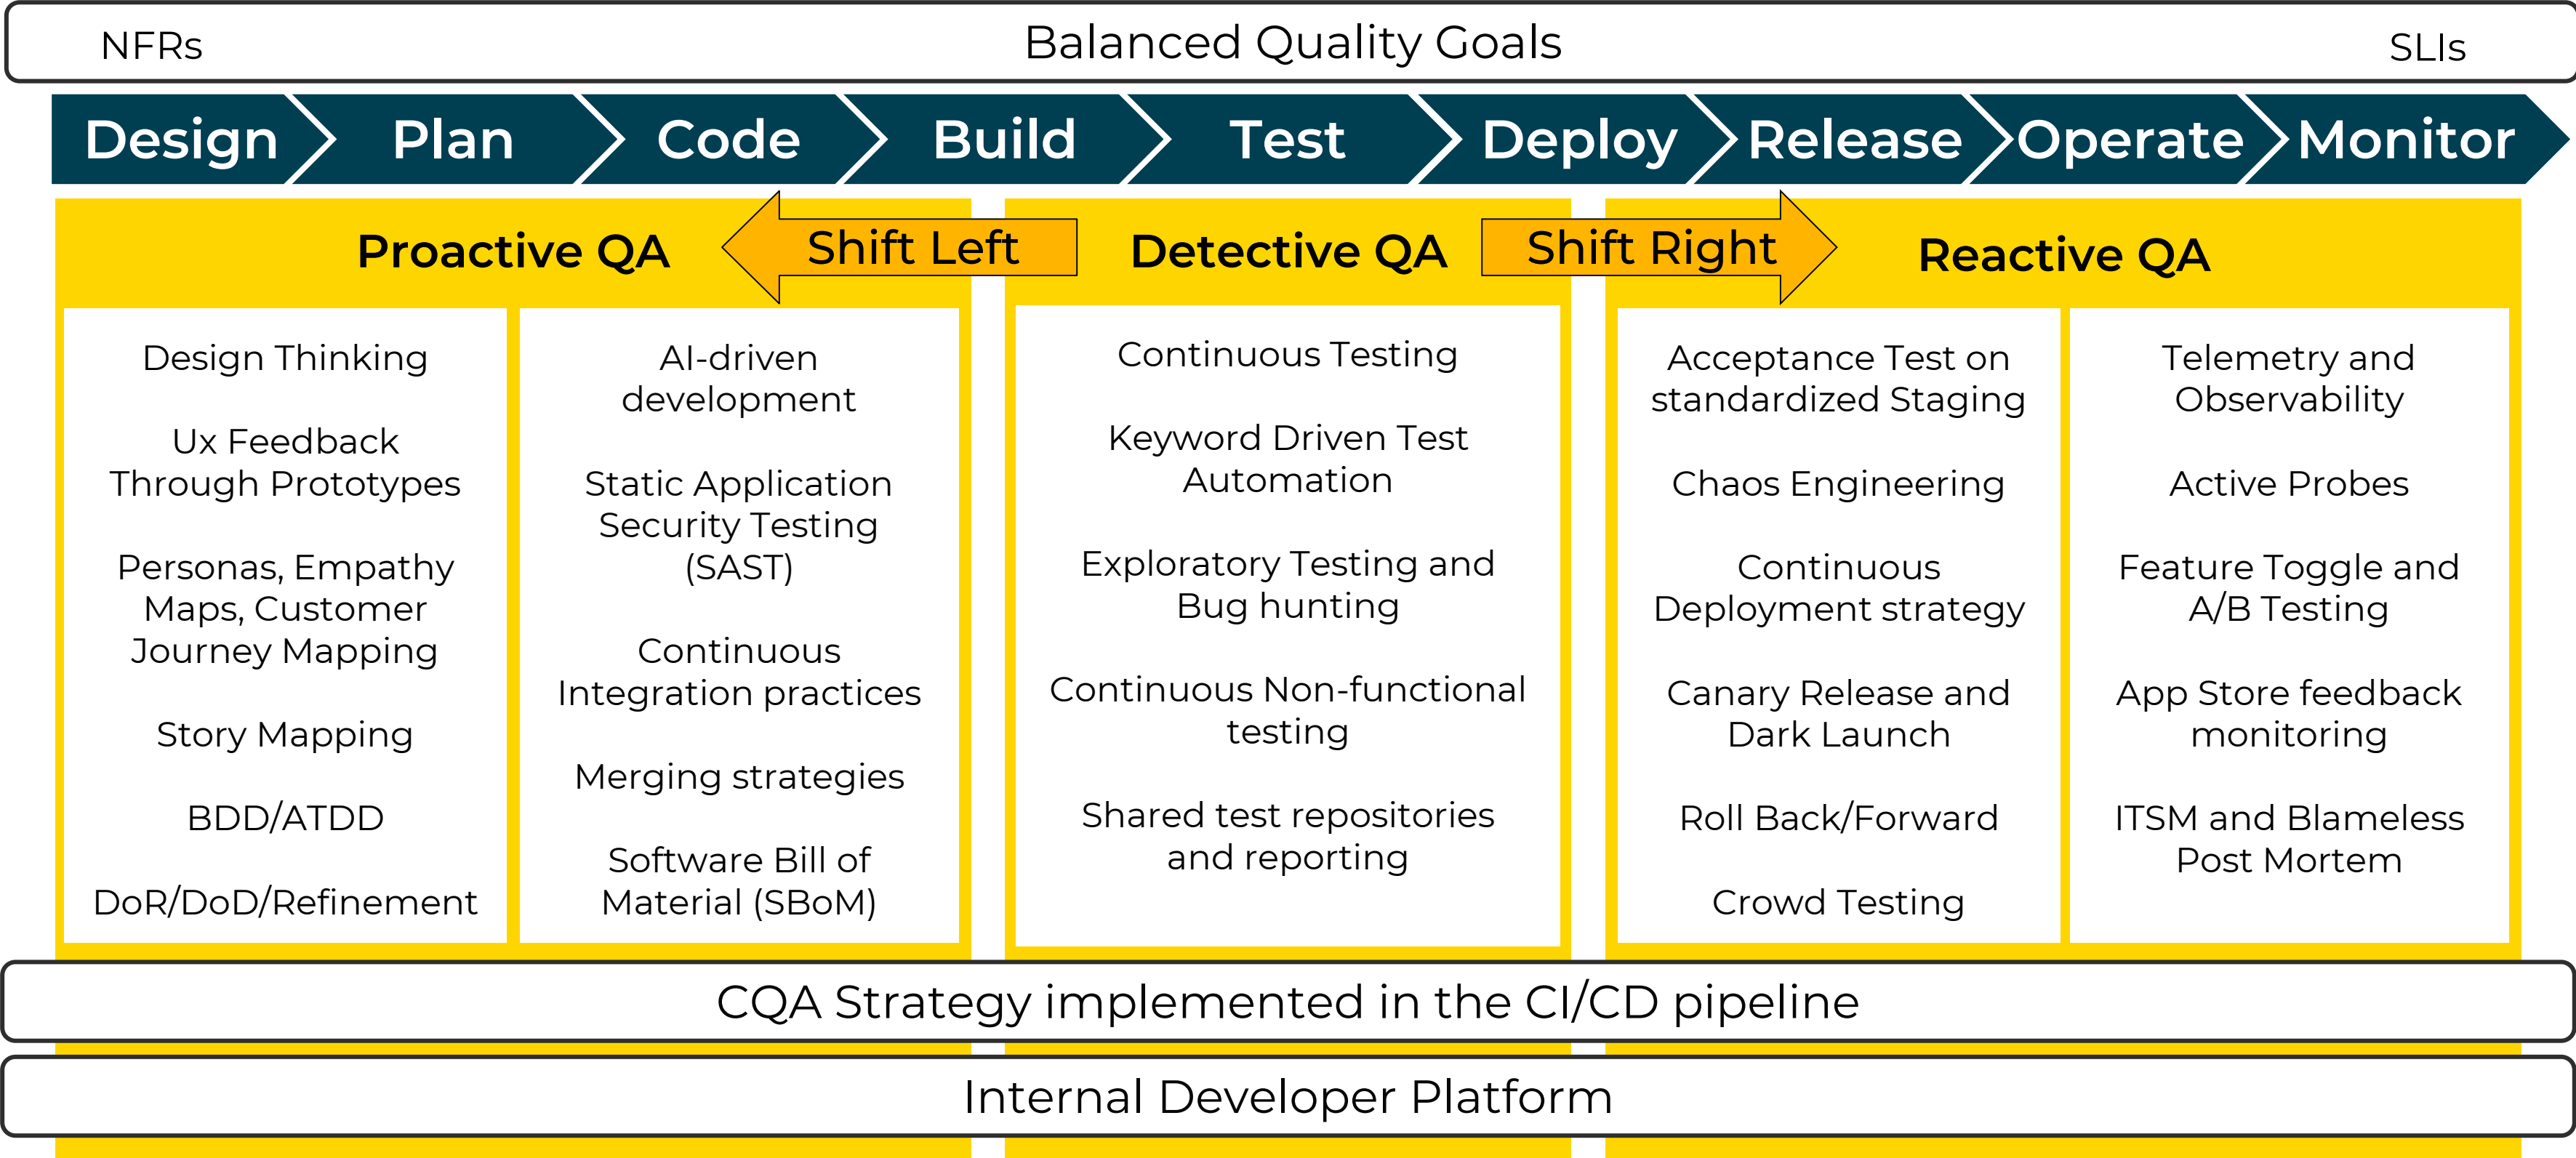 NFRs
Balanced Quality Goals
SLIs
Design
Plan
Code
Build
Test
Deploy
Release
Operate
Monitor
Proactive QA
Shift Left
Detective QA
Shift Right
Reactive QA
Design Thinking
Ux Feedback
Through Prototypes
Personas, Empathy
Maps, Customer
Journey Mapping
Story Mapping
BDD/ATDD
DoR/DoD/Refinement
AI-driven
development
Static Application
Security Testing
(SAST)
Continuous
Integration practices
Merging strategies
Software Bill of
Material (SBoM)
Continuous Testing
Keyword Driven Test
Automation
Exploratory Testing and
Bug hunting
Continuous Non-functional
testing
Shared test repositories
and reporting
Acceptance Test on
standardized Staging
Chaos Engineering
Continuous
Deployment strategy
Canary Release and
Dark Launch
Roll Back/Forward
Crowd Testing
Telemetry and
Observability
Active Probes
Feature Toggle and
A/B Testing
App Store feedback
monitoring
ITSM and Blameless
Post Mortem
CQA Strategy implemented in the CI/CD pipeline
Internal Developer Platform